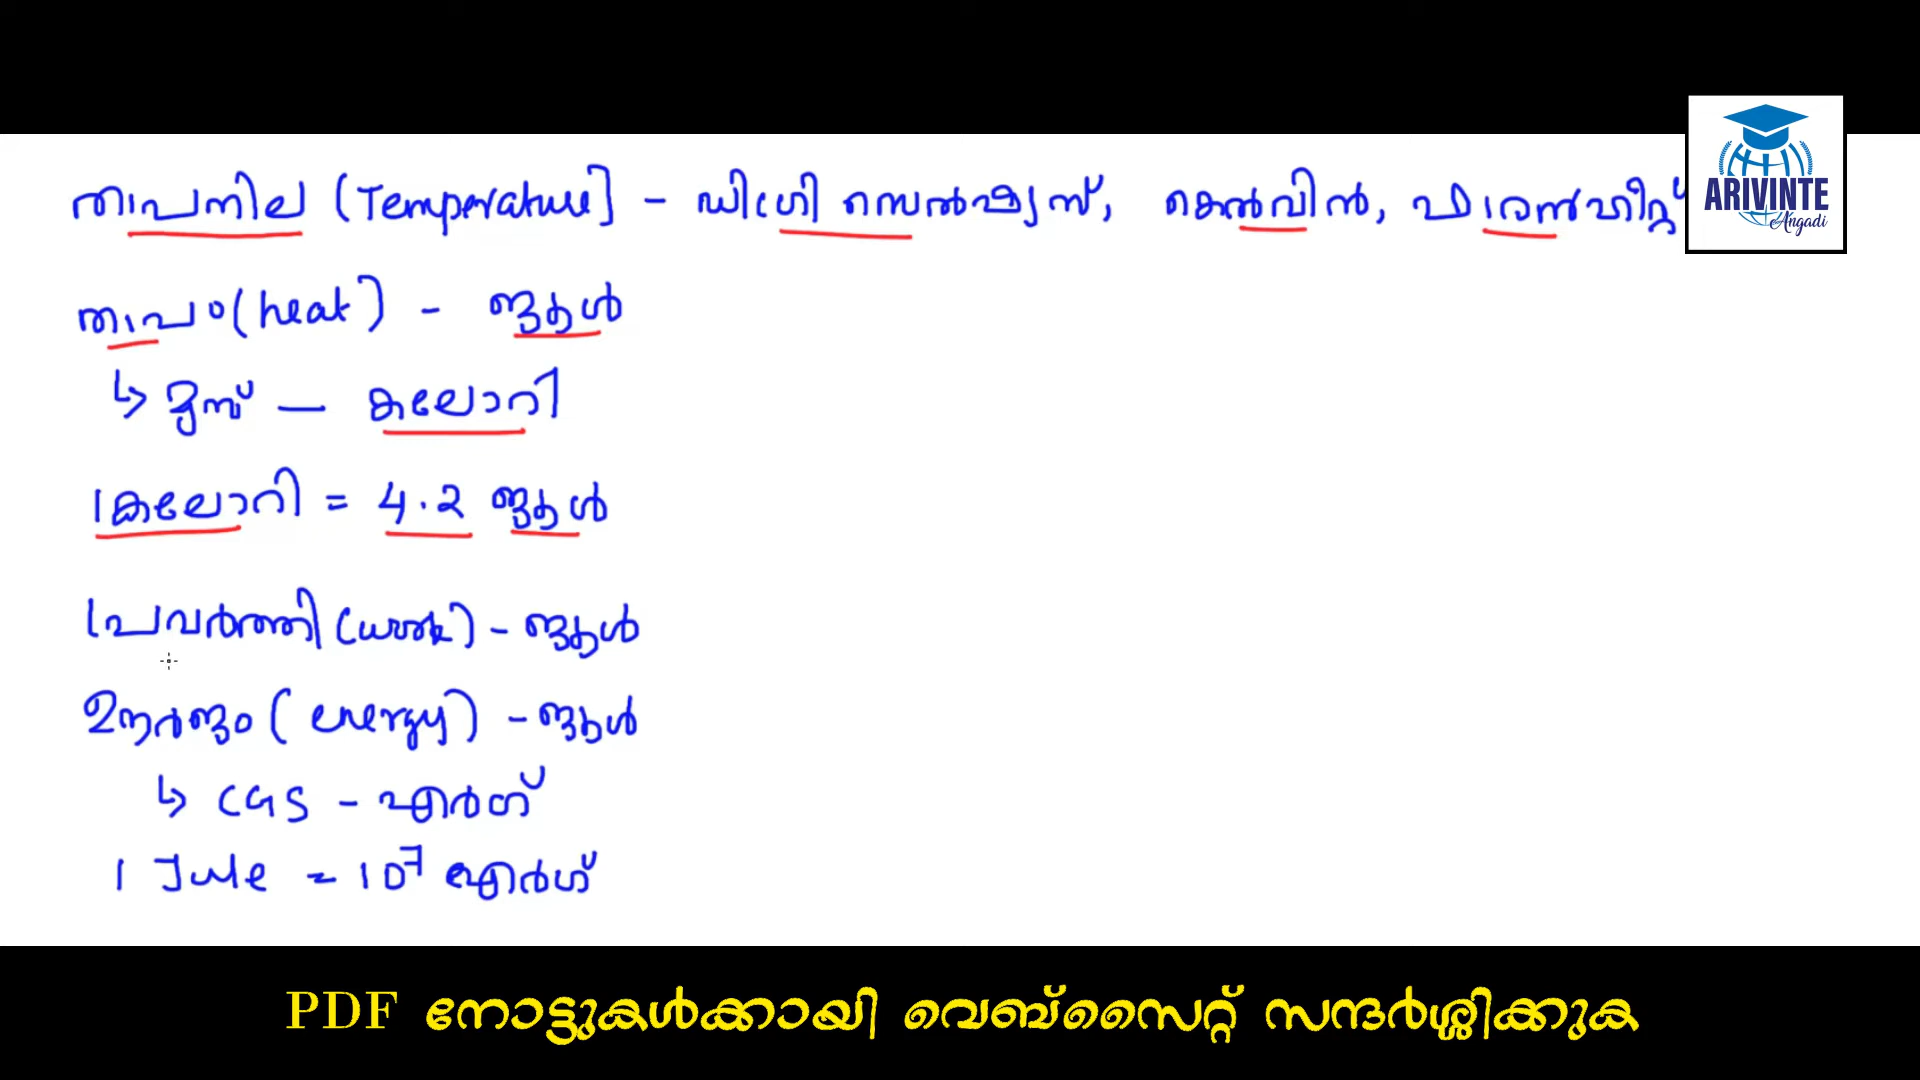 താപനില (Temperature) - ഡിഗ്രി സെൽഷ്യസ്, കെൽവിൻ, ഫാരൻഹീറ്റ്
ARIVINTE
Angadi
താപം (heat) - ജൂൾ
↳ മുമ്പ് — കലോറി
1 കലോറി = 4.2 ജൂൾ
പ്രവർത്തി (work) - ജൂൾ
ഊർജം (energy) - ജൂൾ
↳ CGS - എർഗ്
1 Jule = 10⁷ എർഗ്
PDF നോട്ടുകൾക്കായി വെബ്സൈറ്റ് സന്ദർശ്ശിക്കുക